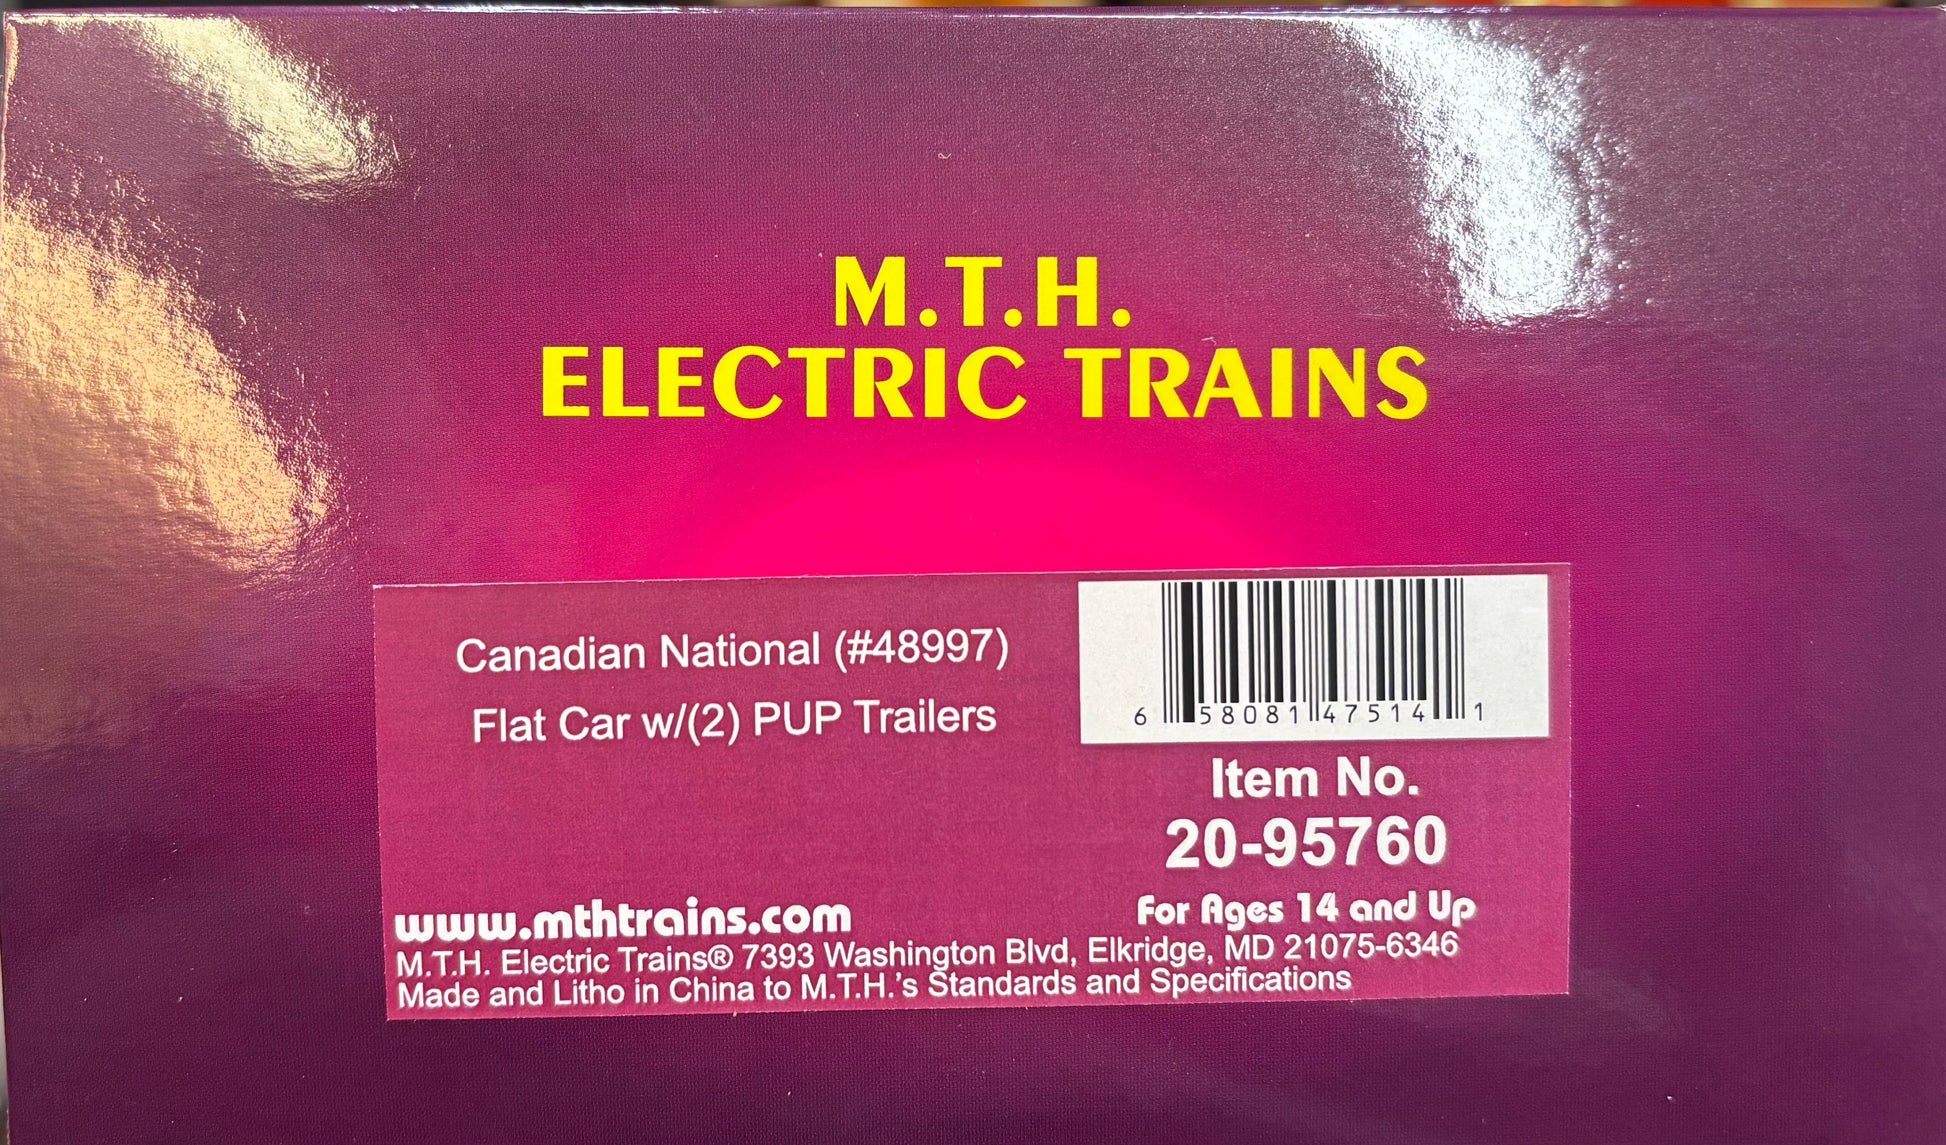 M.T.H.
ELECTRIC TRAINS
Canadian National (#48997)
Flat Car w/(2) PUP Trailers
6 58081 47514 1
Item No.
20-95760
For Ages 14 and Up
www.mthtrains.com
M.T.H. Electric Trains® 7393 Washington Blvd, Elkridge, MD 21075-6346
Made and Litho in China to M.T.H.'s Standards and Specifications